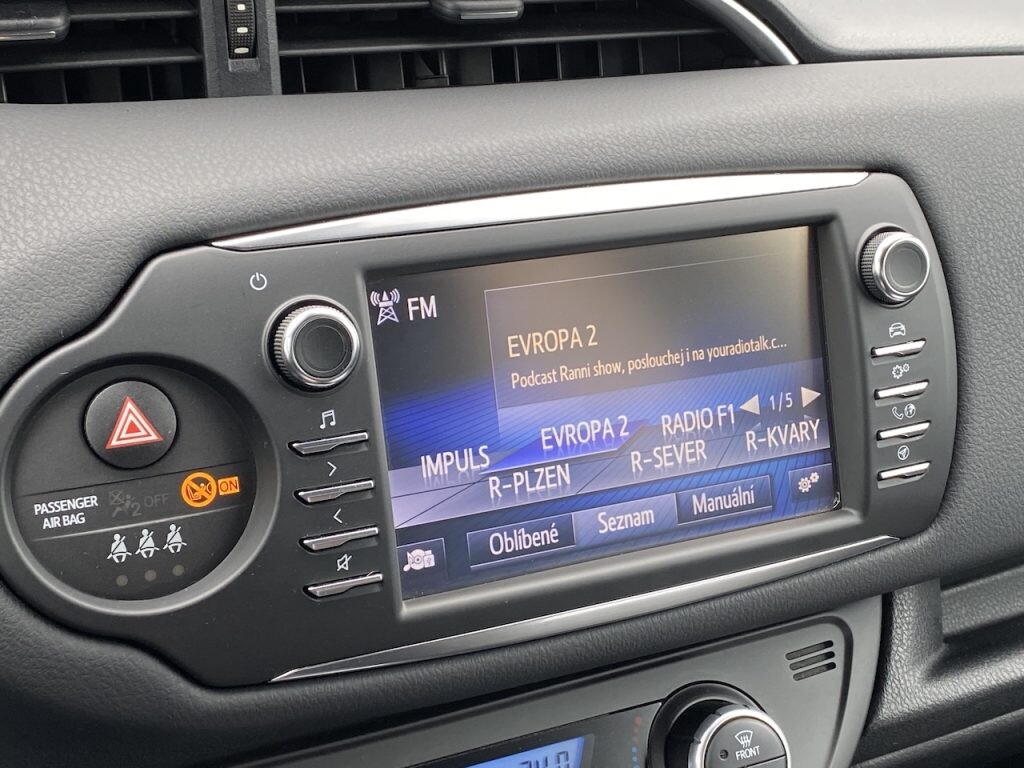 FM
EVROPA 2
Podcast Ranni show, poslouchej i na youradiotalk.c...
1/5
IMPULS EVROPA 2 RADIO F1
R-PLZEN R-SEVER R-KVARY
Oblíbené Seznam Manuální
PASSENGER
AIR BAG
2 OFF
ON
FRONT